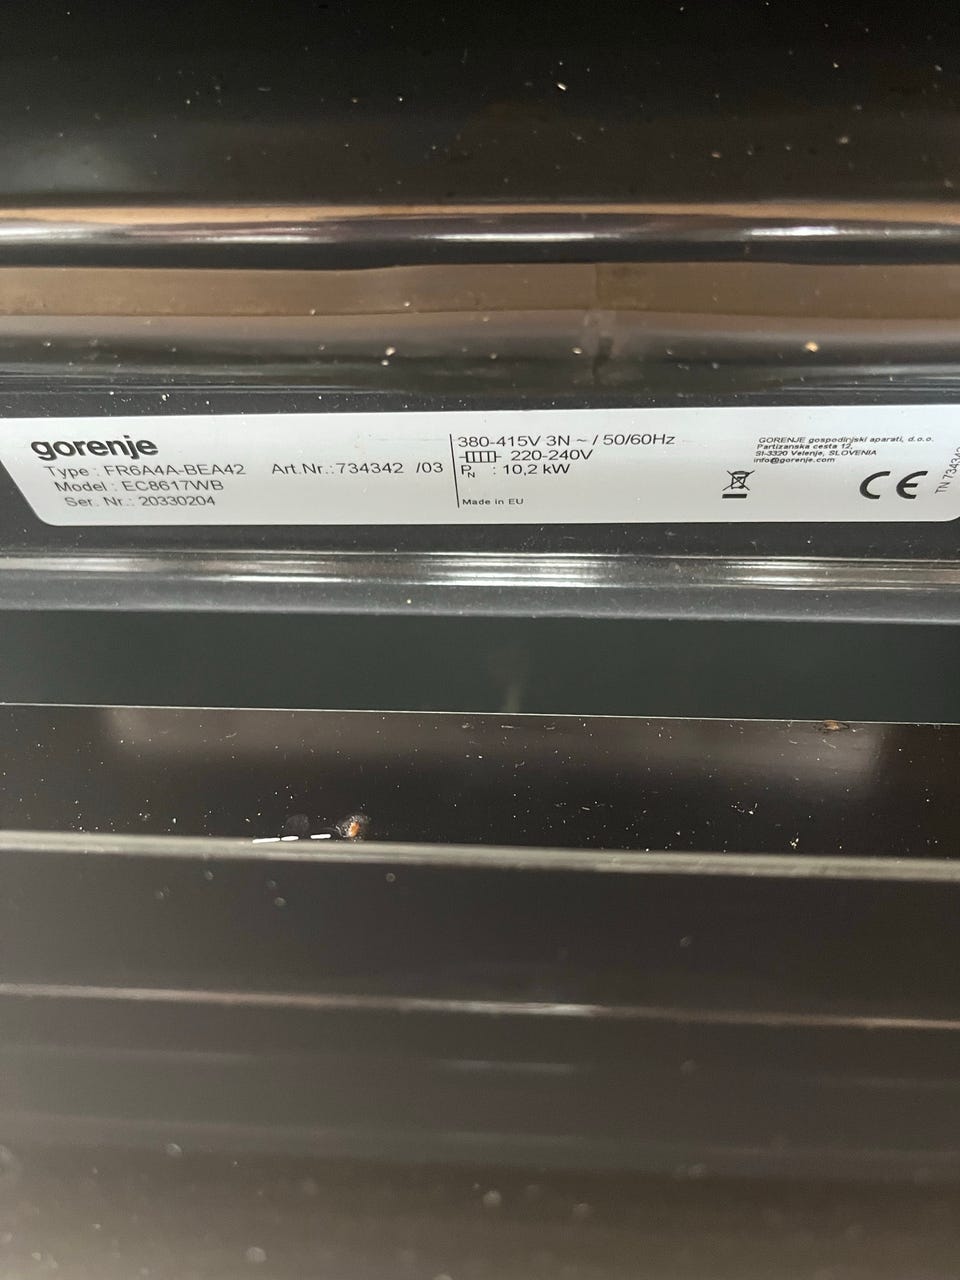 gorenje
Type : FR6A4A-BEA42 Art.Nr.:734342 /03
Model : EC8617WB
Ser. Nr.: 20330204
380-415V 3N ~ / 50/60Hz
220-240V
PN : 10,2 kW
Made in EU
GORENJE gospodinjski aparati, d.o.o.
Partizanska cesta 12,
SI-3320 Velenje, SLOVENIA
info@gorenje.com
CE
TN 734342